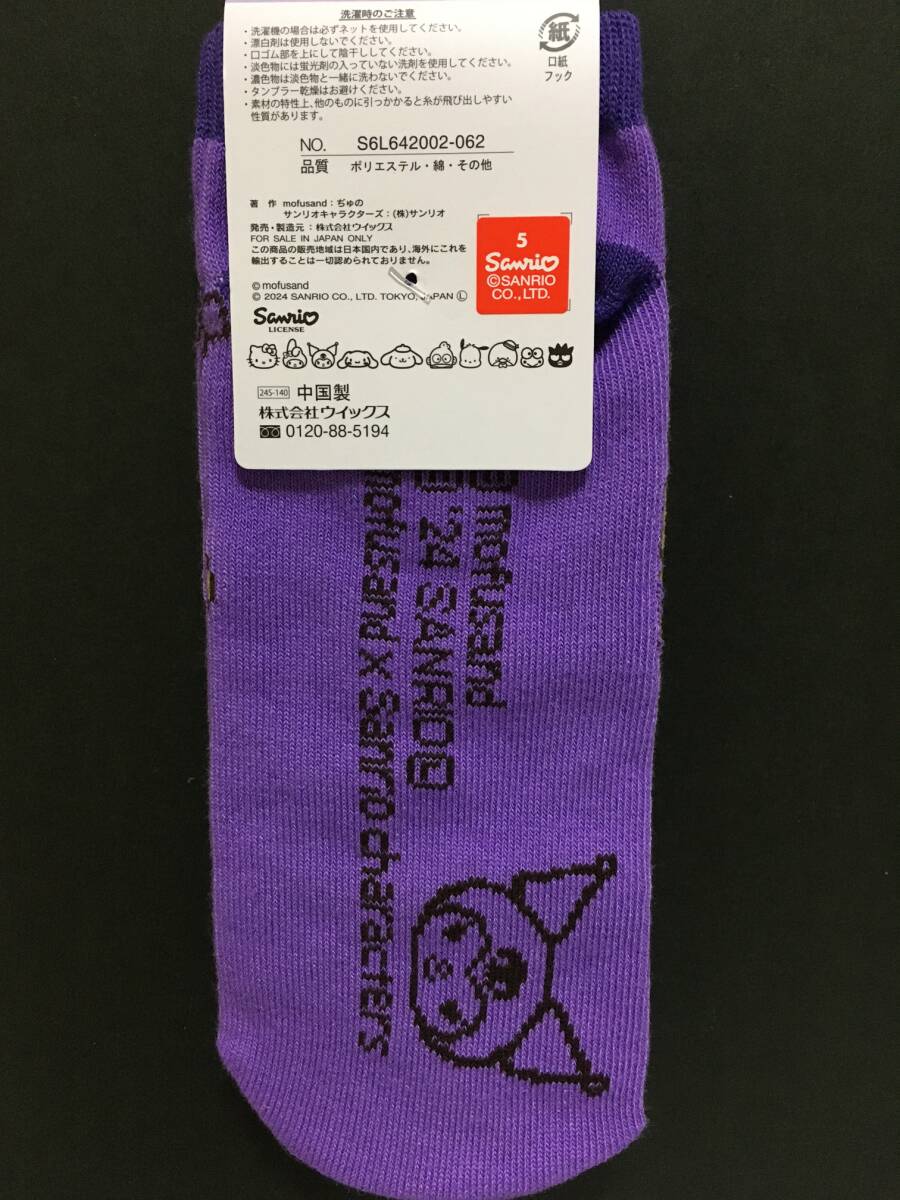 洗濯時のご注意
・洗濯機の場合は必ずネットを使用してください。
・漂白剤は使用しないでください。
・口ゴム部を上にして陰干ししてください。
・淡色物には蛍光剤の入っていない洗剤を使用してください。
・濃色物は淡色物と一緒に洗わないでください。
・タンブラー乾燥はお避けください。
・素材の特性上、他のものに引っかかると糸が飛び出しやすい
性質があります。
紙
口紙
フック
NO. S6L642002-062
品質 ポリエステル・綿・その他
著 作 mofusand:ぢゅの
サンリオキャラクターズ:(株)サンリオ
発売・製造元:株式会社ウイックス
FOR SALE IN JAPAN ONLY
この商品の販売地域は日本国内であり、海外にこれを
輸出することは一切認められておりません。
© mofusand
© 2024 SANRIO CO., LTD. TOKYO, JAPAN Ⓛ
5
Sanrio
©SANRIO
CO., LTD.
Sanrio
LICENSE
245-140 中国製
株式会社ウイックス
0120-88-5194
mofusand
'24 SANRIO Ⓛ
mofusand × Sanrio characters